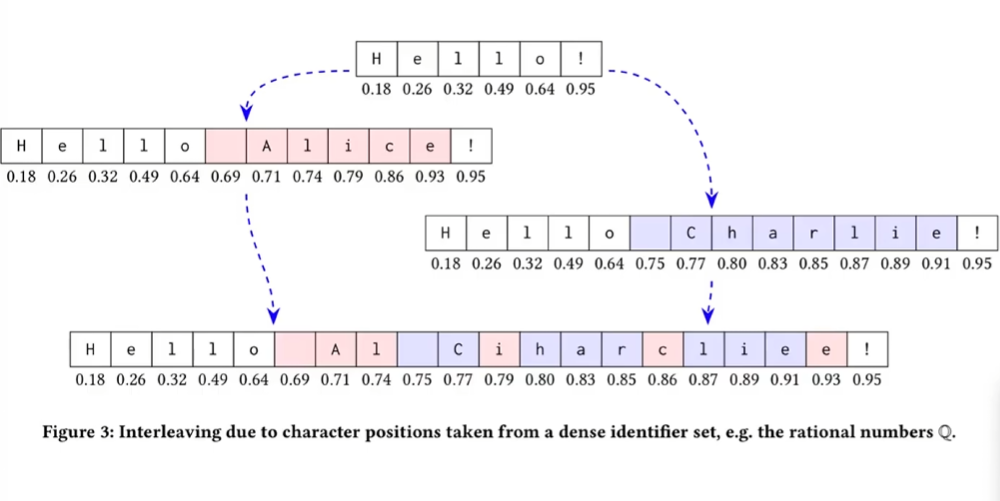 H e l l o !
0.18 0.26 0.32 0.49 0.64 0.95
H e l l o A l i c e !
0.18 0.26 0.32 0.49 0.64 0.69 0.71 0.74 0.79 0.86 0.93 0.95
H e l l o C h a r l i e !
0.18 0.26 0.32 0.49 0.64 0.75 0.77 0.80 0.83 0.85 0.87 0.89 0.91 0.95
H e l l o A l C i h a r c l i e e !
0.18 0.26 0.32 0.49 0.64 0.69 0.71 0.74 0.75 0.77 0.79 0.80 0.83 0.85 0.86 0.87 0.89 0.91 0.93 0.95
Figure 3: Interleaving due to character positions taken from a dense identifier set, e.g. the rational numbers ℚ.